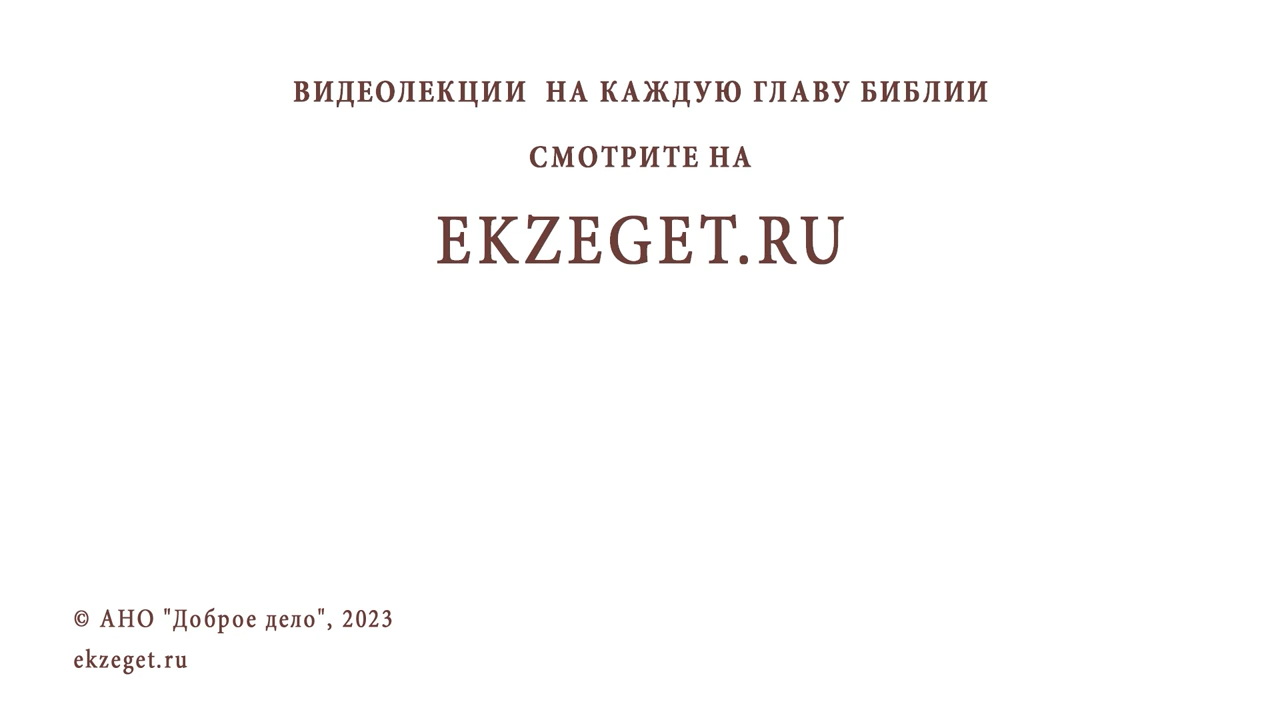 ВИДЕОЛЕКЦИИ НА КАЖДУЮ ГЛАВУ БИБЛИИ
СМОТРИТЕ НА
EKZEGET.RU
© АНО "Доброе дело", 2023
ekzeget.ru